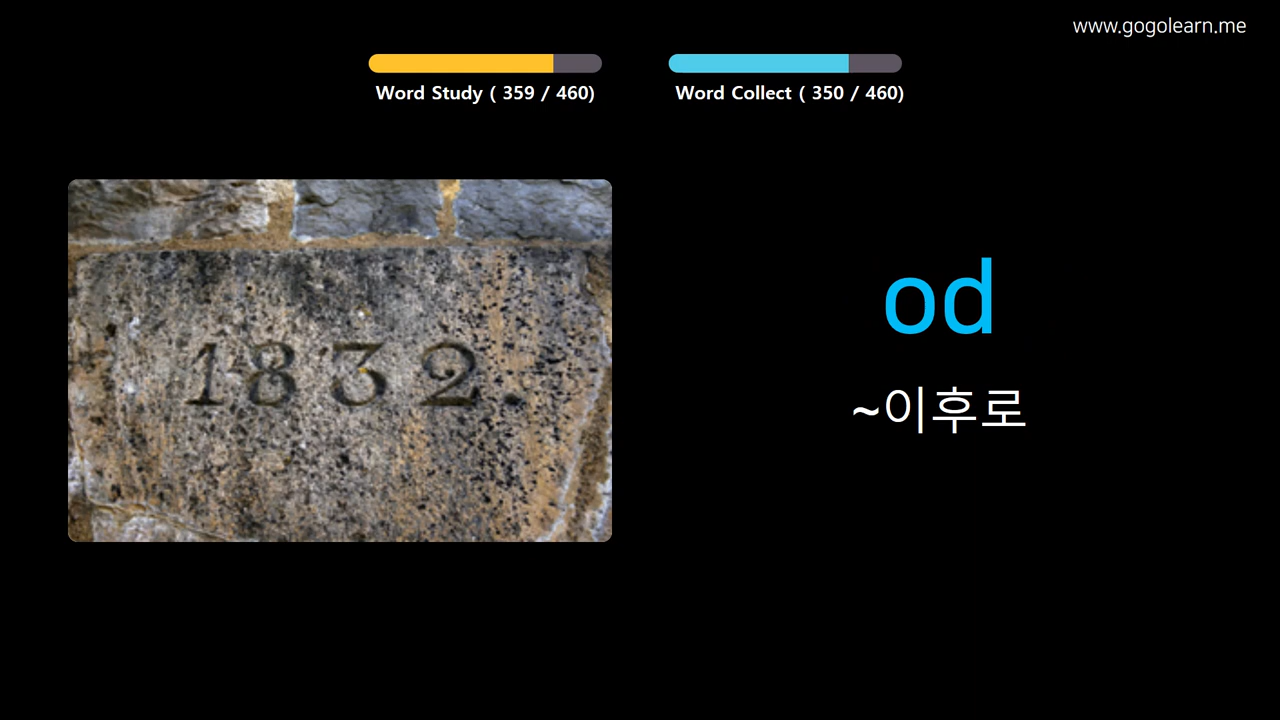 www.gogolearn.me
Word Study ( 359 / 460)
Word Collect ( 350 / 460)
1832
od
~이후로